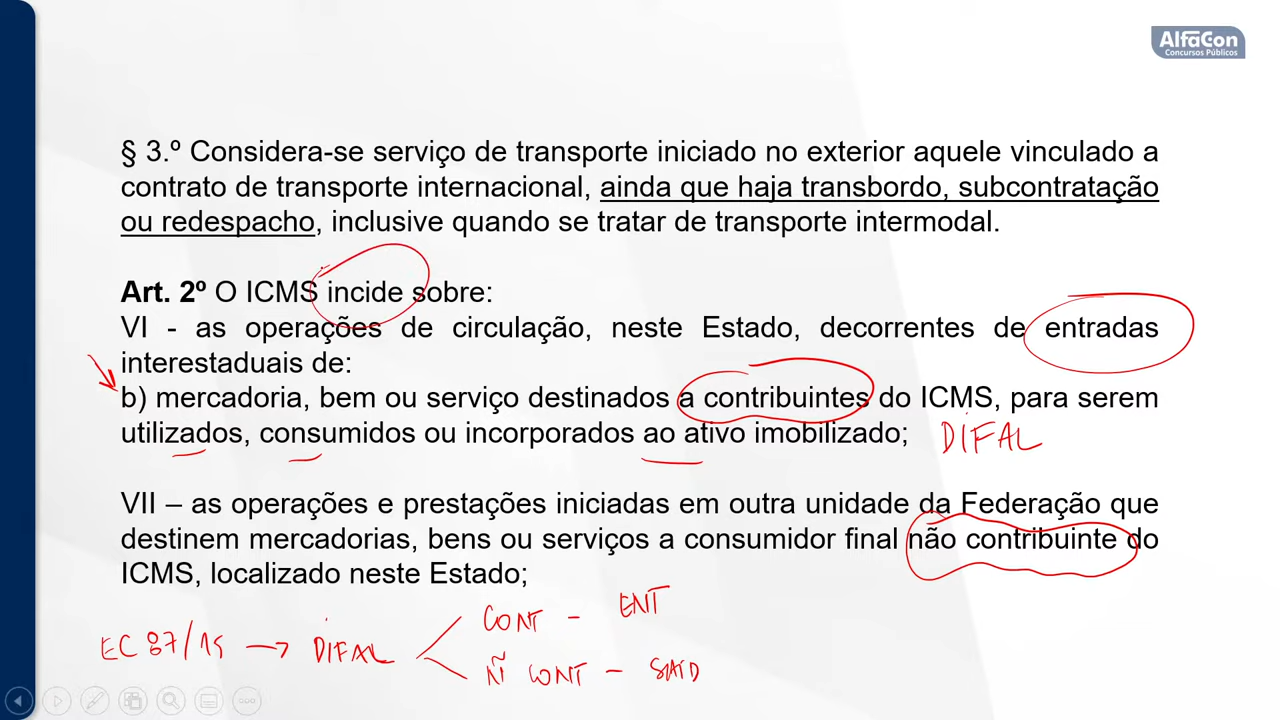 AlfaCon
Concursos Públicos
§ 3.º Considera-se serviço de transporte iniciado no exterior aquele vinculado a
contrato de transporte internacional, ainda que haja transbordo, subcontratação
ou redespacho, inclusive quando se tratar de transporte intermodal.
Art. 2º O ICMS incide sobre:
VI - as operações de circulação, neste Estado, decorrentes de entradas
interestaduais de:
b) mercadoria, bem ou serviço destinados a contribuintes do ICMS, para serem
utilizados, consumidos ou incorporados ao ativo imobilizado;
DIFAL
VII – as operações e prestações iniciadas em outra unidade da Federação que
destinem mercadorias, bens ou serviços a consumidor final não contribuinte do
ICMS, localizado neste Estado;
CONT - ENT
EC 87/15 → DIFAL
Ñ CONT -